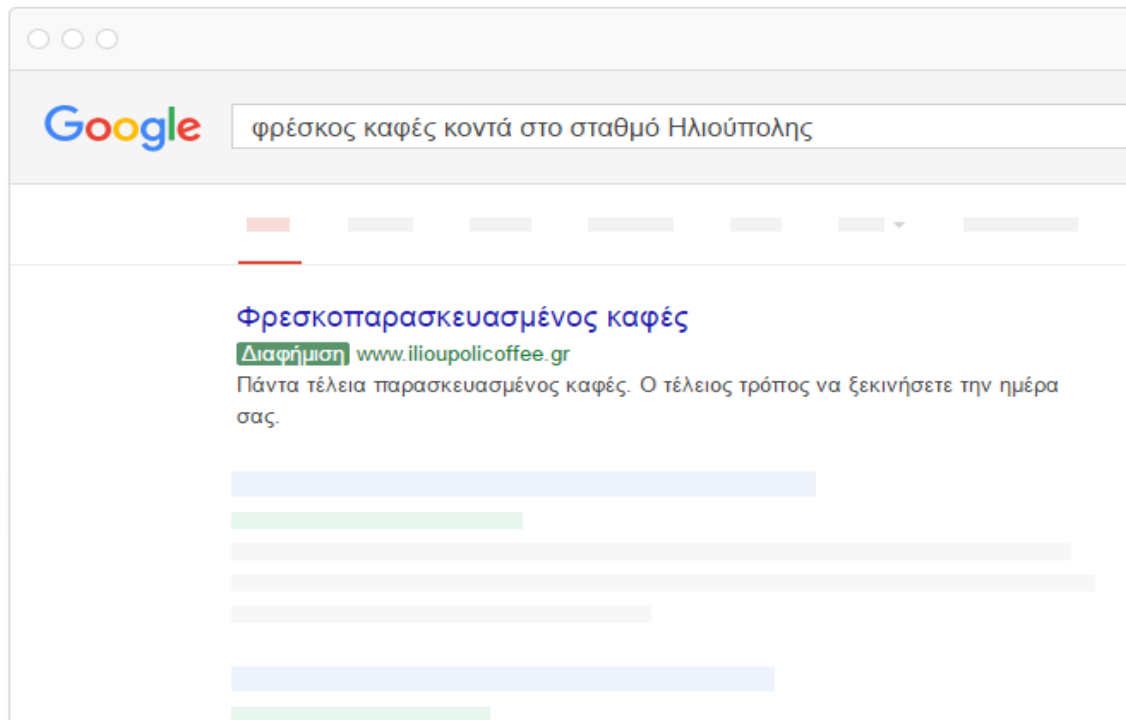 Google
φρέσκος καφές κοντά στο σταθμό Ηλιούπολης
Φρεσκοπαρασκευασμένος καφές
Διαφήμιση www.ilioupolicoffee.gr
Πάντα τέλεια παρασκευασμένος καφές. Ο τέλειος τρόπος να ξεκινήσετε την ημέρα
σας.